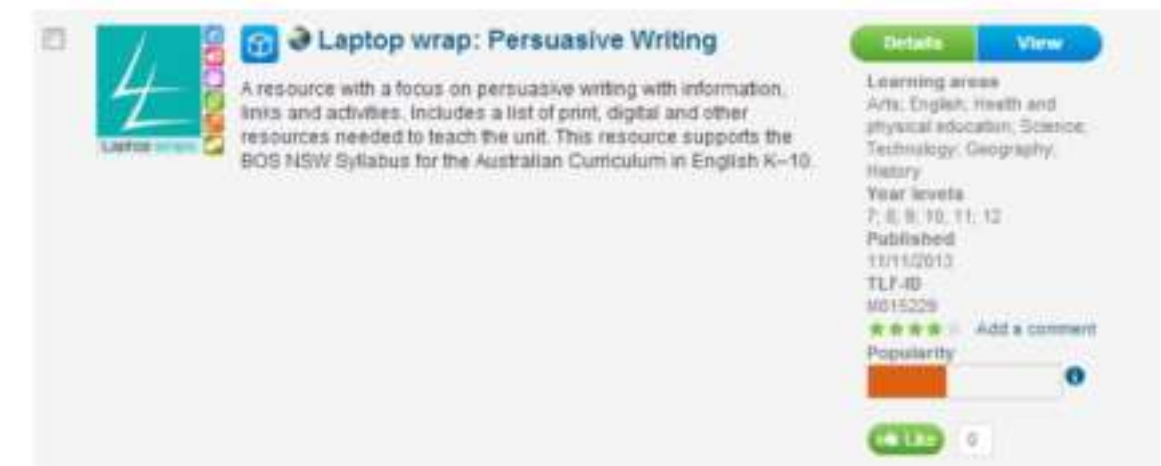 Laptop wrap: Persuasive Writing
A resource with a focus on persuasive writing with information,
links and activities. Includes a list of print, digital and other
resources needed to teach the unit. This resource supports the
BOS NSW Syllabus for the Australian Curriculum in English K–10.
Laptop wraps
Details
View
Learning areas
Arts; English; Health and
physical education; Science;
Technology; Geography;
History
Year levels
7; 8; 9; 10; 11; 12
Published
11/11/2013
TLF-ID
M015229
Add a comment
Popularity
Like
0